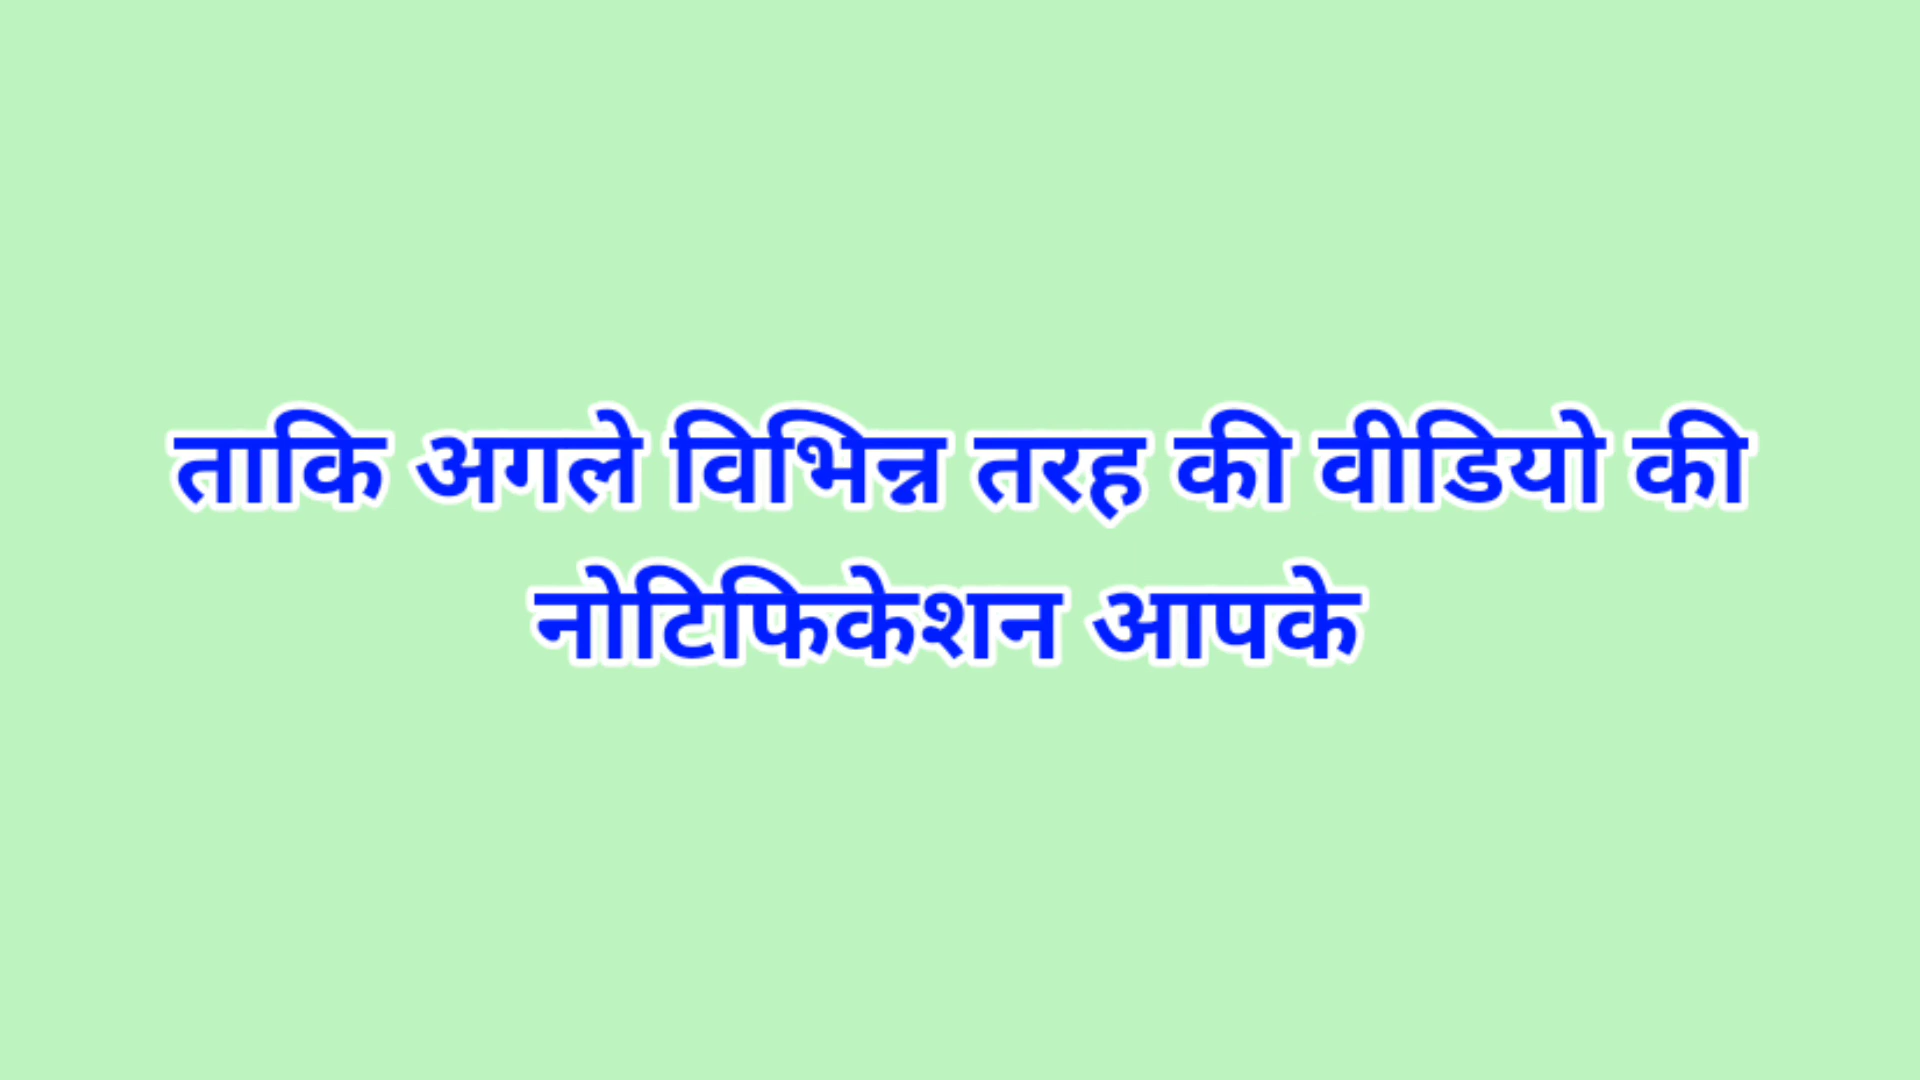 ताकि अगले विभिन्न तरह की वीडियो की
नोटिफिकेशन आपके